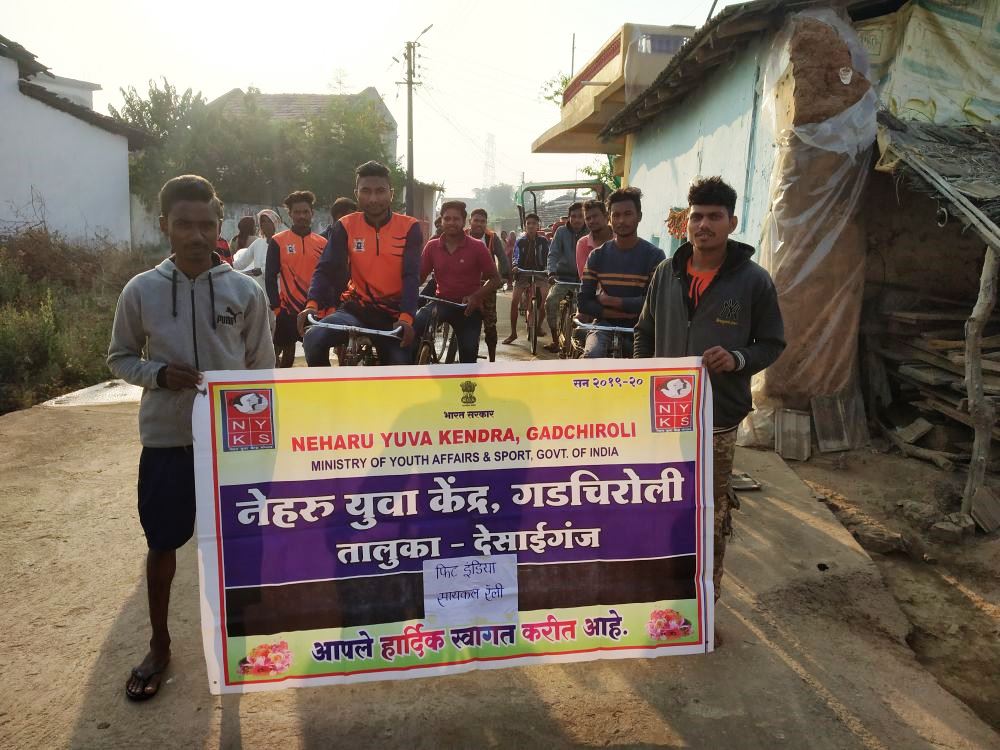 सन २०१९-२०
NYKS
NYKS
भारत सरकार
NEHARU YUVA KENDRA, GADCHIROLI
MINISTRY OF YOUTH AFFAIRS & SPORT, GOVT. OF INDIA
नेहरु युवा केंद्र, गडचिरोली
तालुका - देसाईगंज
फिट इंडिया
सायकल रॅली
आपले हार्दिक स्वागत करीत आहे.
PUMA